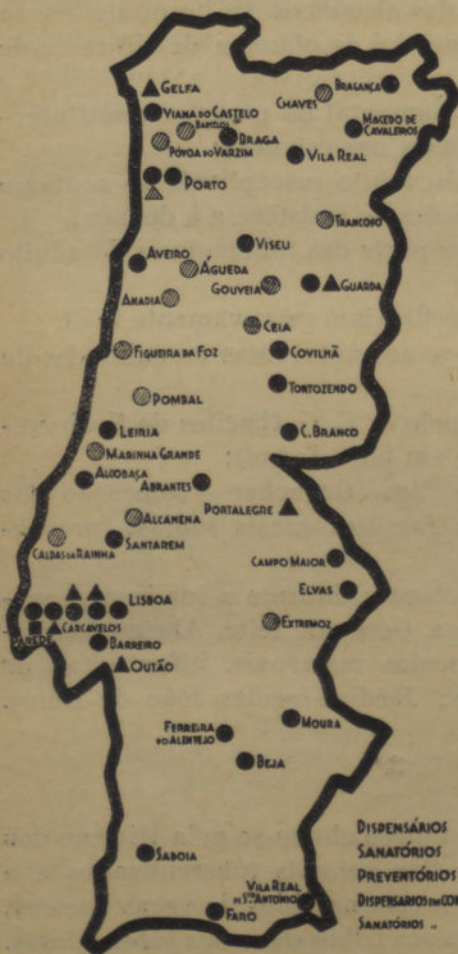 GELFA
BRAGANÇA
CHAVES
VIANA DO CASTELO
BARCELOS
BRAGA
MACEDO DE
CAVALEIROS
PÓVOA DO VARZIM
VILA REAL
PORTO
TRANCOSO
VISEU
AVEIRO
ÁGUEDA
GOUVEIA
GUARDA
ANADIA
CEIA
FIGUEIRA DA FOZ
COVILHÃ
TORTOZENDO
POMBAL
LEIRIA
C. BRANCO
MARINHA GRANDE
ALCOBAÇA
ABRANTES
ALCANENA
PORTALEGRE
CALDAS DA RAINHA
SANTAREM
CAMPO MAIOR
ELVAS
LISBOA
EXTREMOZ
PAREDE
CARCAVELOS
BARREIRO
OUTÃO
FERREIRA
DO ALENTEJO
MOURA
BEJA
DISPENSÁRIOS
SANATÓRIOS
PREVENTÓRIOS
DISPENSARIOS EM CON
SANATÓRIOS "
SABOIA
VILA REAL
DE STO ANTONIO
FARO